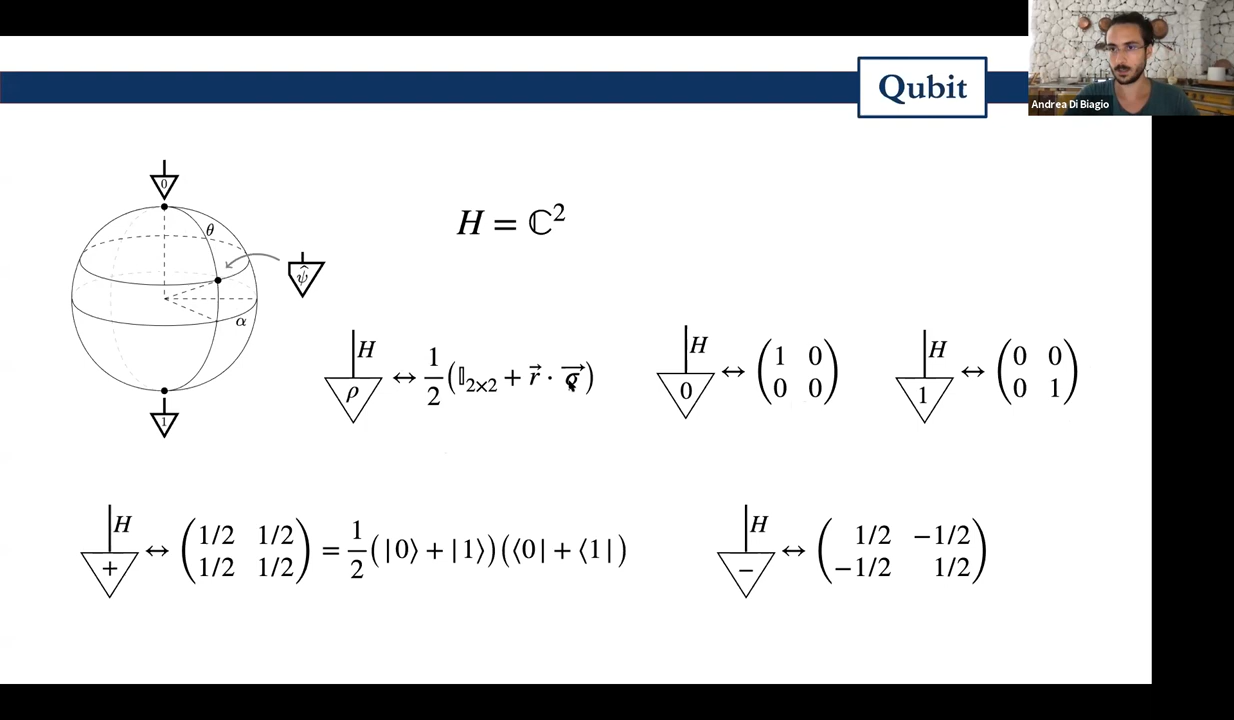 Qubit
Andrea Di Biagio
0
θ
ψ̂
α
1
H = ℂ²
H
ρ ↔ 1/2 (𝕀₂ₓ₂ + r⃗ · σ⃗)
H
0 ↔ (1 0
0 0)
H
1 ↔ (0 0
0 1)
H
+ ↔ (1/2 1/2
1/2 1/2) = 1/2 (|0⟩ + |1⟩)(⟨0| + ⟨1|)
H
− ↔ (1/2 −1/2
−1/2 1/2)